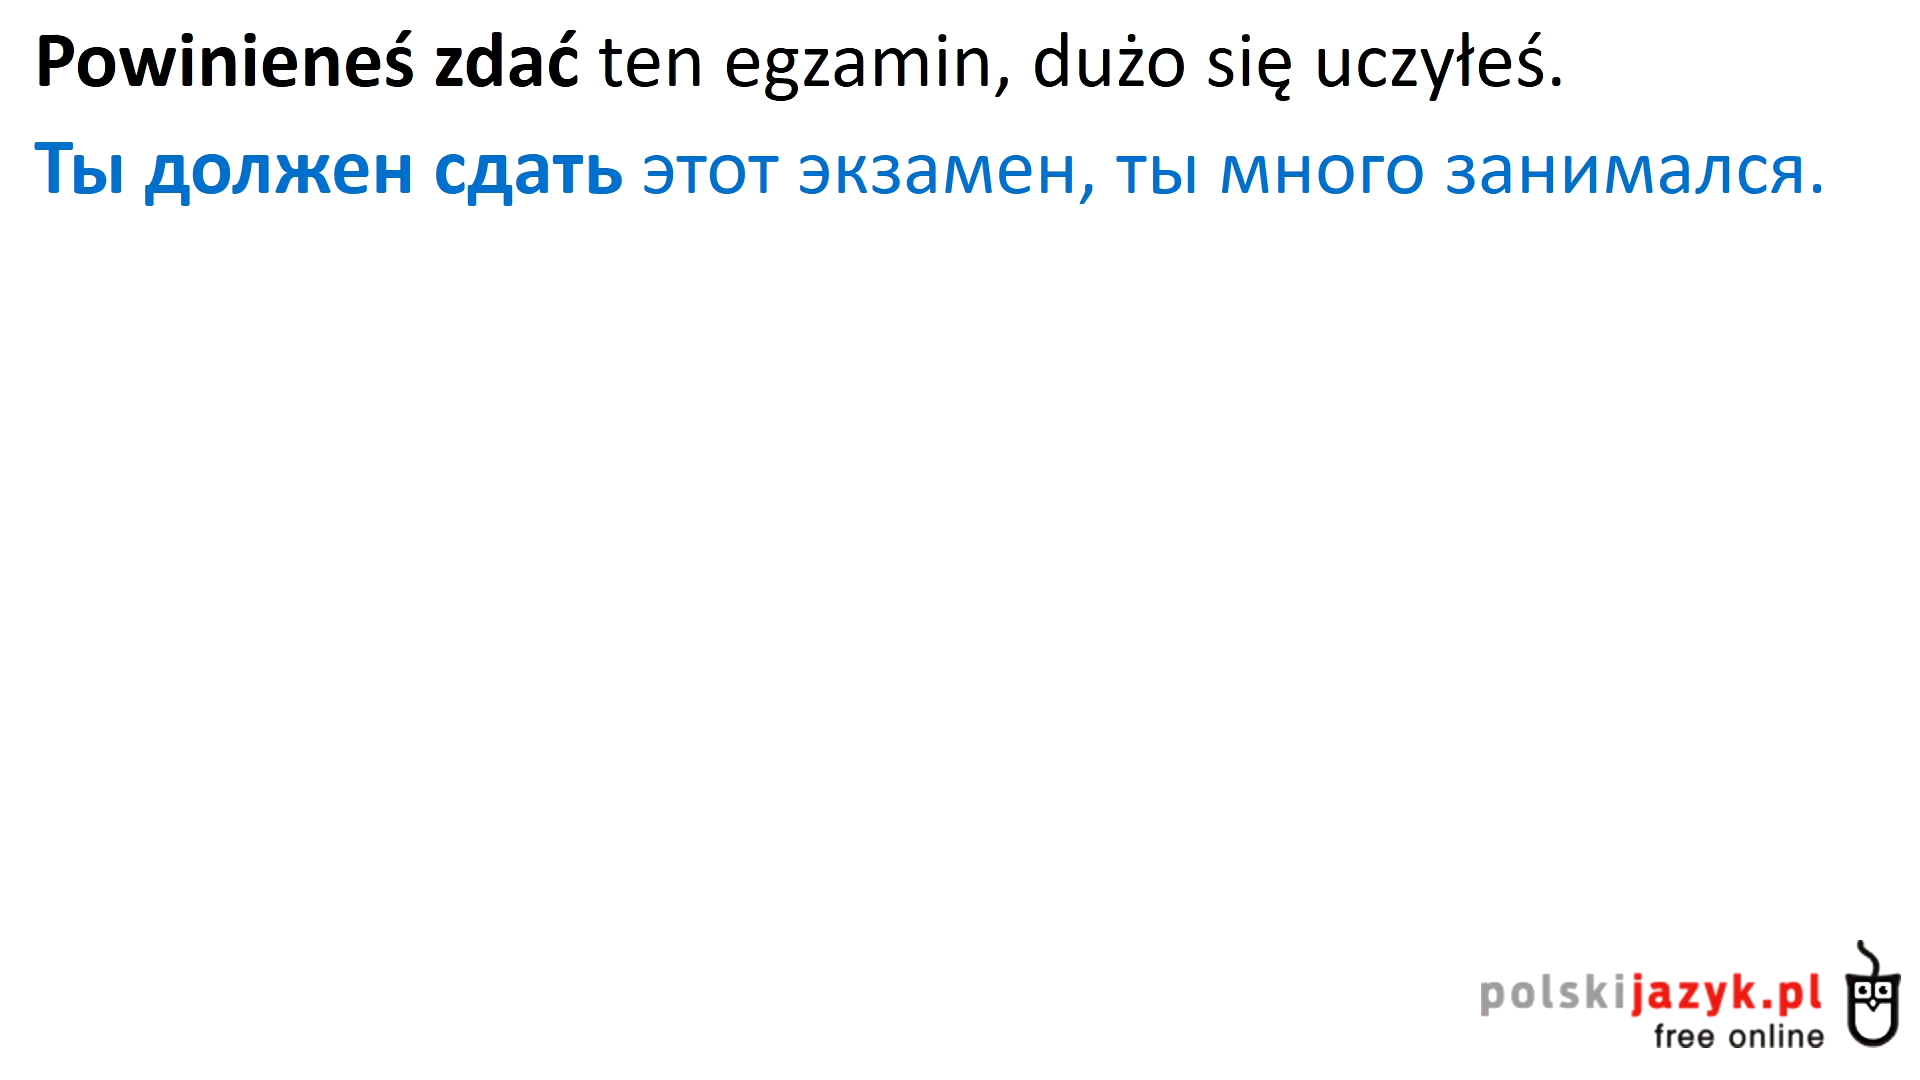 Powinieneś zdać ten egzamin, dużo się uczyłeś.
Ты должен сдать этот экзамен, ты много занимался.
polskijazyk.pl
free online